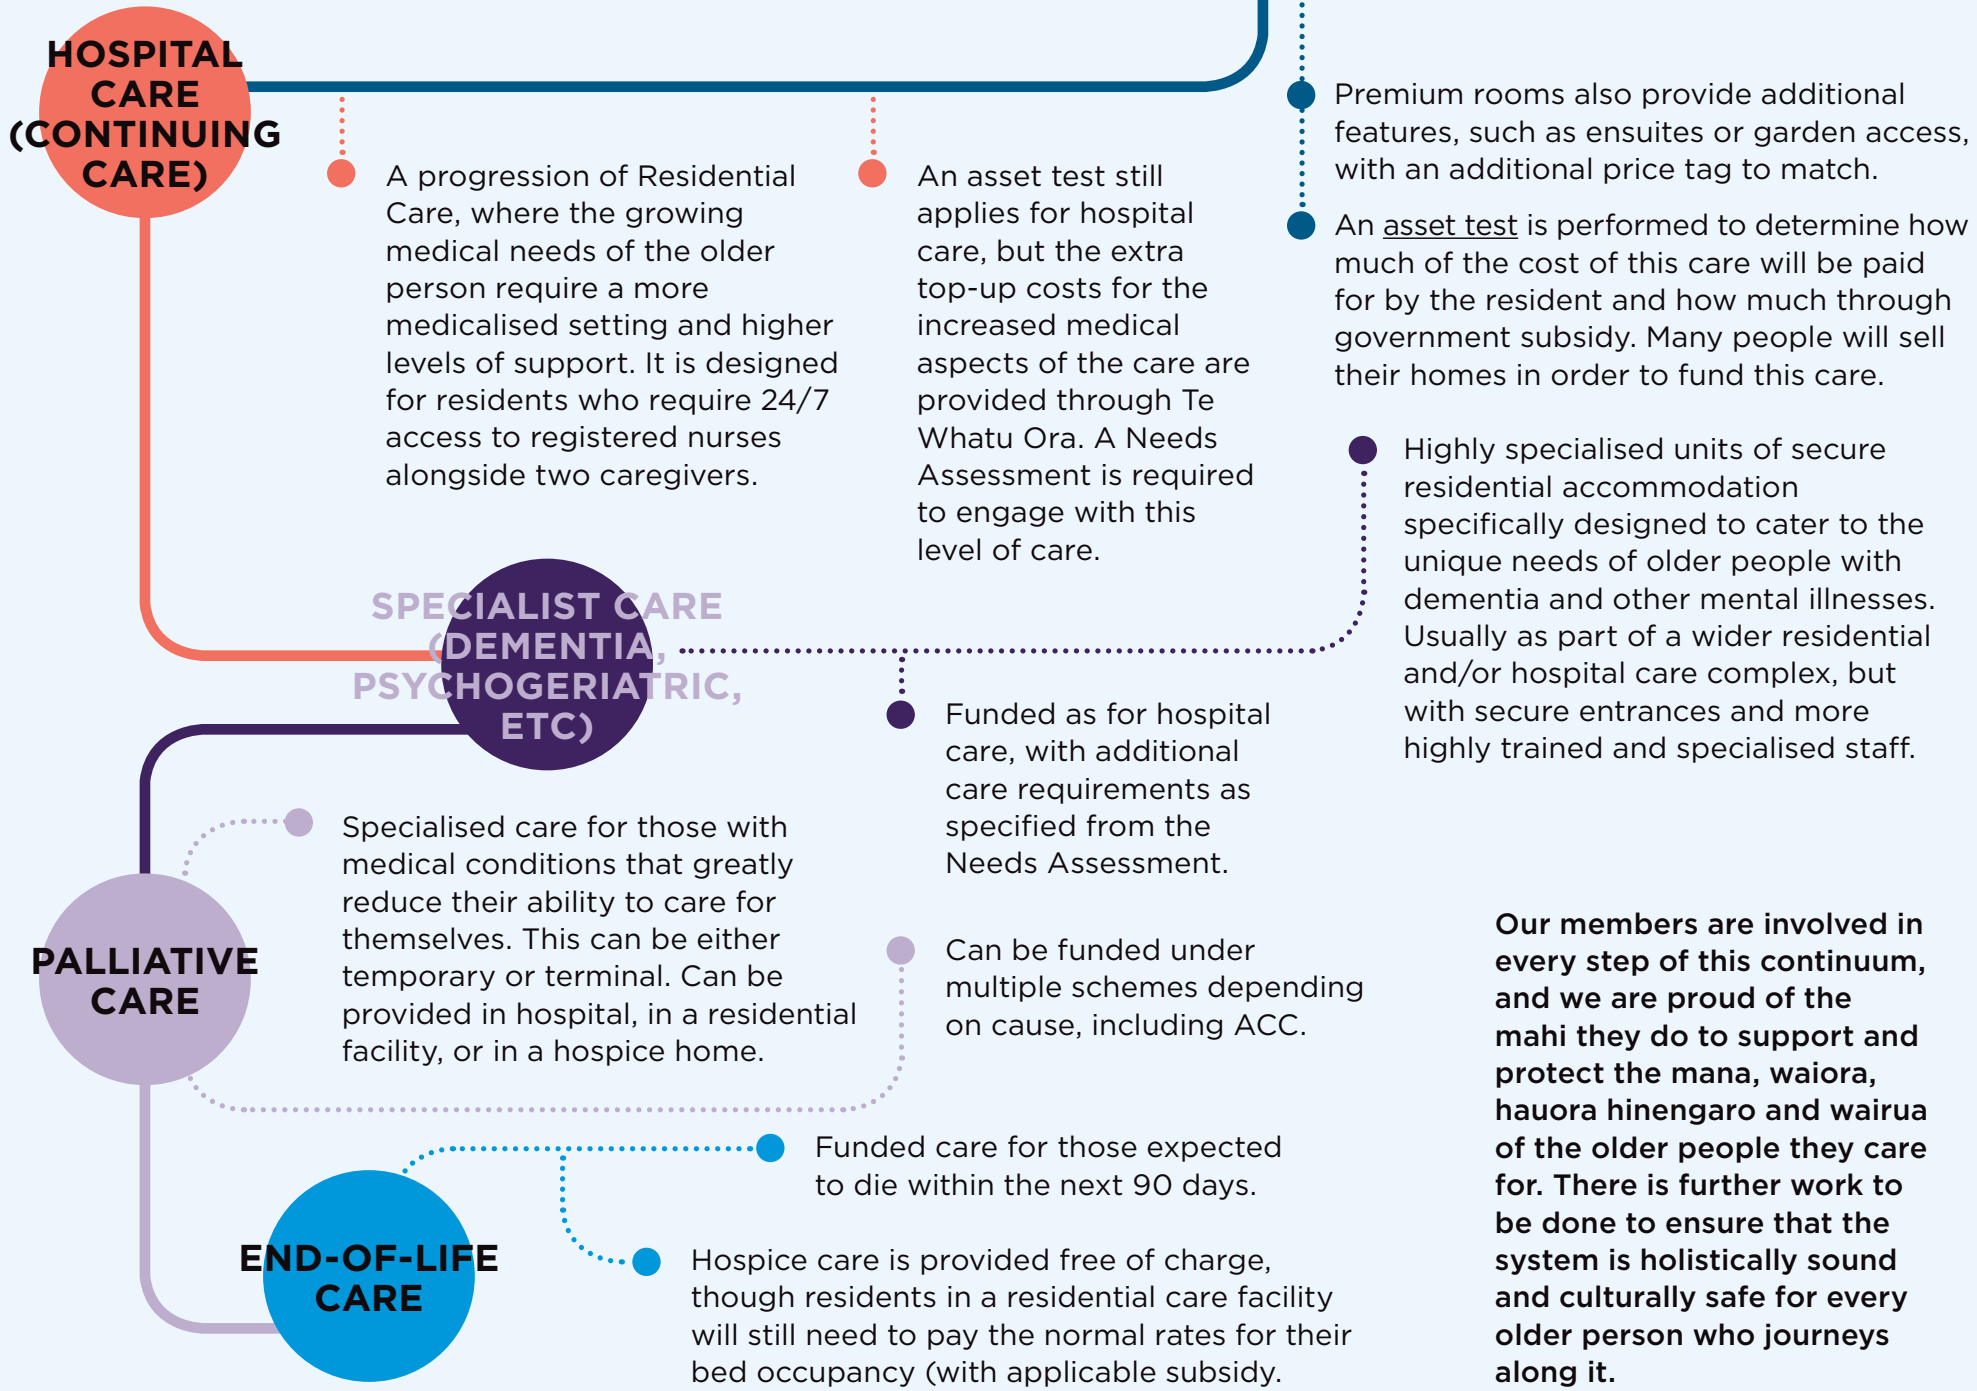 HOSPITAL
CARE
(CONTINUING
CARE)
A progression of Residential
Care, where the growing
medical needs of the older
person require a more
medicalised setting and higher
levels of support. It is designed
for residents who require 24/7
access to registered nurses
alongside two caregivers.
An asset test still
applies for hospital
care, but the extra
top-up costs for the
increased medical
aspects of the care are
provided through Te
Whatu Ora. A Needs
Assessment is required
to engage with this
level of care.
Premium rooms also provide additional
features, such as ensuites or garden access,
with an additional price tag to match.
An asset test is performed to determine how
much of the cost of this care will be paid
for by the resident and how much through
government subsidy. Many people will sell
their homes in order to fund this care.
SPECIALIST CARE
(DEMENTIA,
PSYCHOGERIATRIC,
ETC)
Highly specialised units of secure
residential accommodation
specifically designed to cater to the
unique needs of older people with
dementia and other mental illnesses.
Usually as part of a wider residential
and/or hospital care complex, but
with secure entrances and more
highly trained and specialised staff.
Funded as for hospital
care, with additional
care requirements as
specified from the
Needs Assessment.
PALLIATIVE
CARE
Specialised care for those with
medical conditions that greatly
reduce their ability to care for
themselves. This can be either
temporary or terminal. Can be
provided in hospital, in a residential
facility, or in a hospice home.
Can be funded under
multiple schemes depending
on cause, including ACC.
END-OF-LIFE
CARE
Funded care for those expected
to die within the next 90 days.
Hospice care is provided free of charge,
though residents in a residential care facility
will still need to pay the normal rates for their
bed occupancy (with applicable subsidy.
Our members are involved in
every step of this continuum,
and we are proud of the
mahi they do to support and
protect the mana, waiora,
hauora hinengaro and wairua
of the older people they care
for. There is further work to
be done to ensure that the
system is holistically sound
and culturally safe for every
older person who journeys
along it.